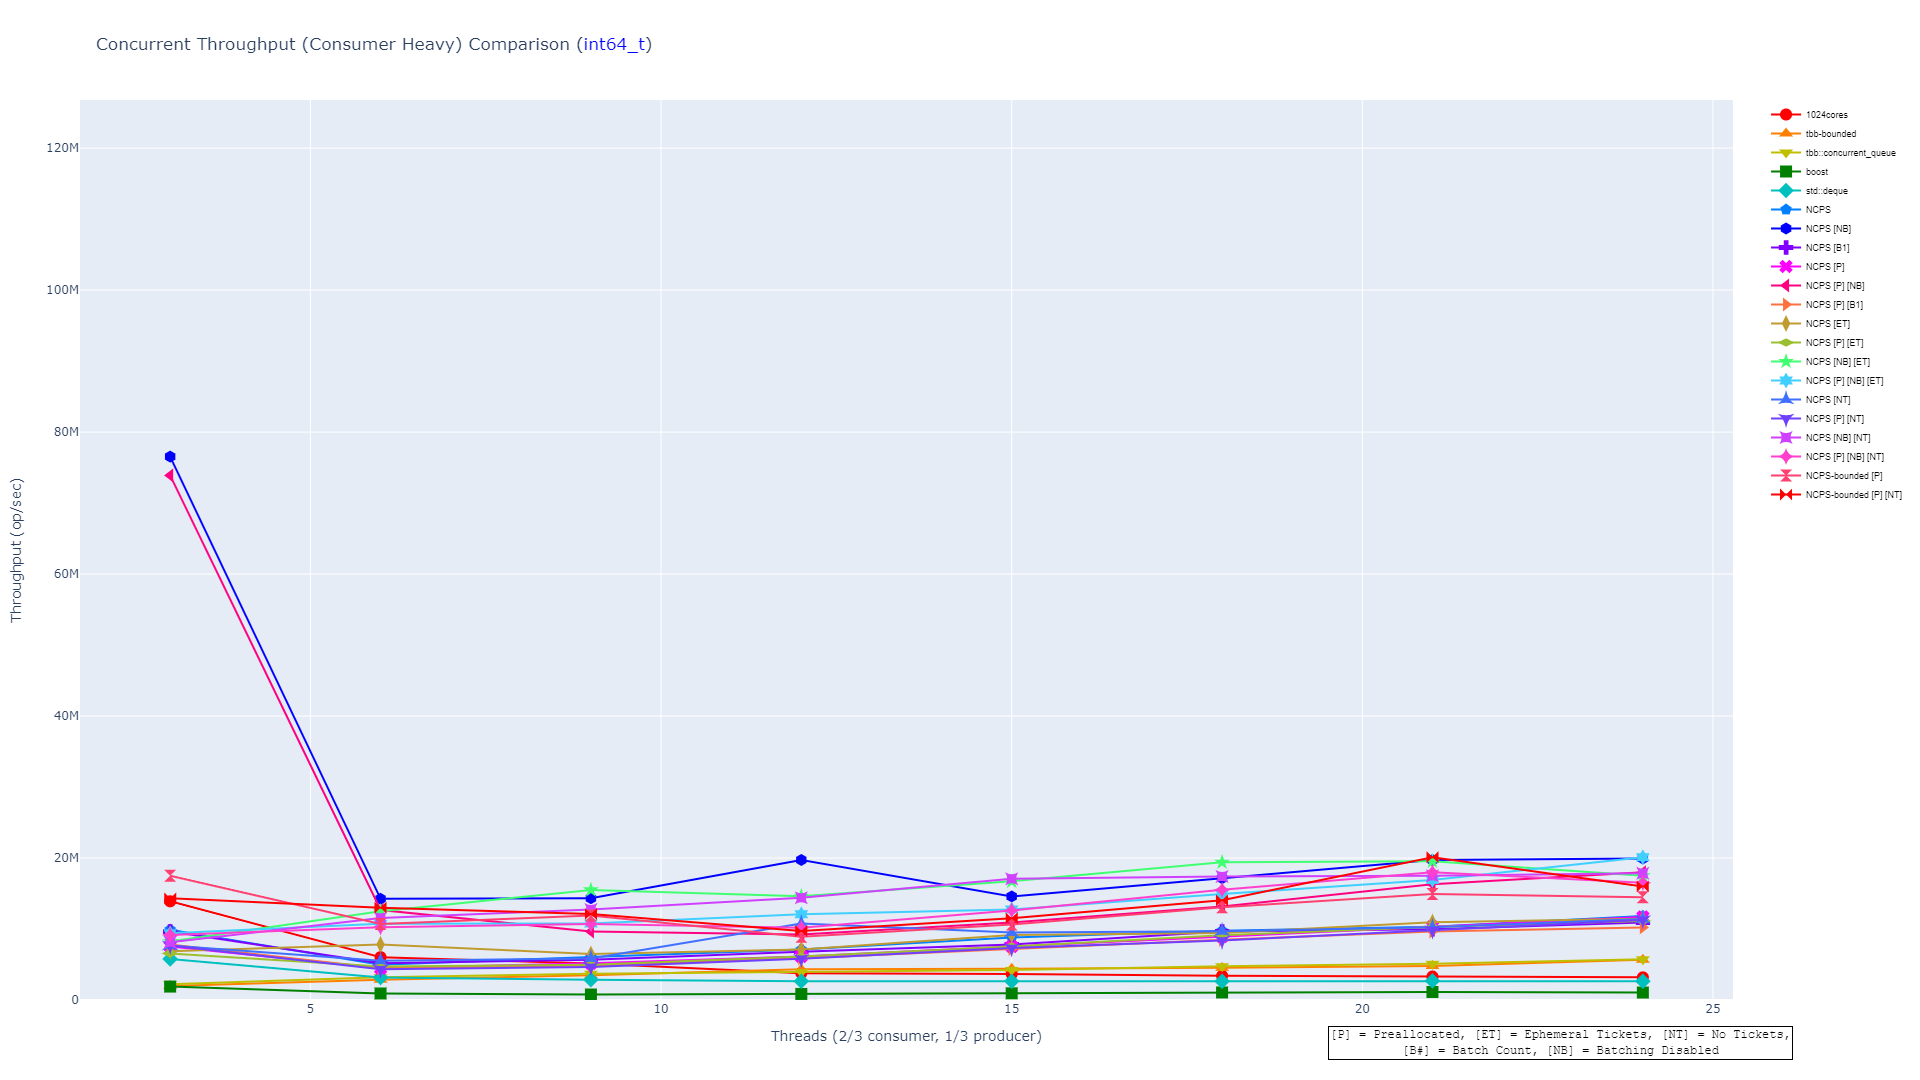 Concurrent Throughput (Consumer Heavy) Comparison (int64_t)
120M
100M
80M
60M
40M
20M
0
Throughput (op/sec)
5
10
15
20
25
Threads (2/3 consumer, 1/3 producer)
1024cores
tbb-bounded
tbb::concurrent_queue
boost
std::deque
NCPS
NCPS [NB]
NCPS [B1]
NCPS [P]
NCPS [P] [NB]
NCPS [P] [B1]
NCPS [ET]
NCPS [P] [ET]
NCPS [NB] [ET]
NCPS [P] [NB] [ET]
NCPS [NT]
NCPS [P] [NT]
NCPS [NB] [NT]
NCPS [P] [NB] [NT]
NCPS-bounded [P]
NCPS-bounded [P] [NT]
[P] = Preallocated, [ET] = Ephemeral Tickets, [NT] = No Tickets,
[B#] = Batch Count, [NB] = Batching Disabled